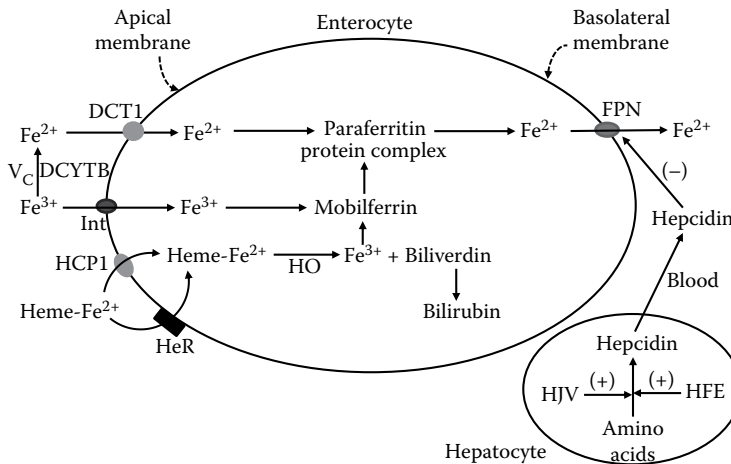 Apical
membrane
Enterocyte
Basolateral
membrane
DCT1
FPN
Fe2+
Fe2+
Paraferritin
protein complex
Fe2+
Fe2+
VC
DCYTB
(−)
Fe3+
Int
Fe3+
Mobilferrin
Hepcidin
HCP1
Heme-Fe2+
HO
Fe3+ + Biliverdin
Blood
Heme-Fe2+
Bilirubin
HeR
Hepcidin
HJV
(+)
(+)
HFE
Amino
acids
Hepatocyte